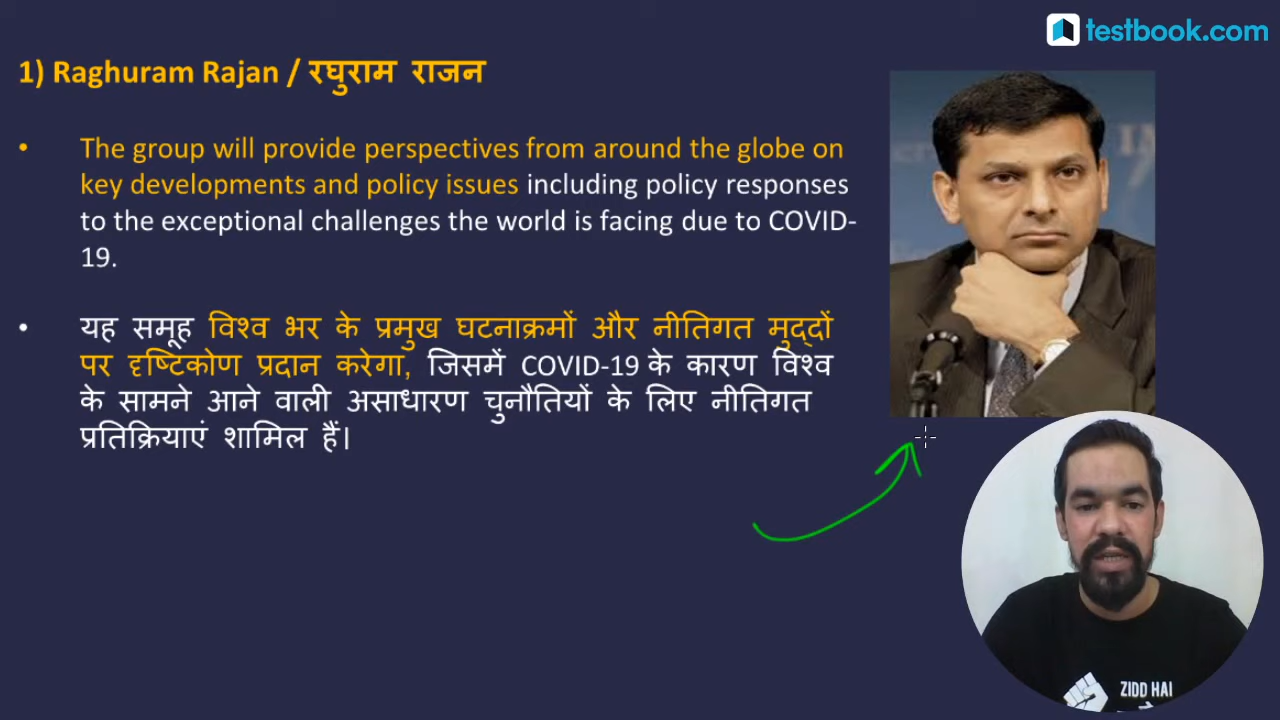 testbook.com
1) Raghuram Rajan / रघुराम राजन
• The group will provide perspectives from around the globe on
key developments and policy issues including policy responses
to the exceptional challenges the world is facing due to COVID-
19.
• यह समूह विश्व भर के प्रमुख घटनाक्रमों और नीतिगत मुद्दों
पर दृष्टिकोण प्रदान करेगा, जिसमें COVID-19 के कारण विश्व
के सामने आने वाली असाधारण चुनौतियों के लिए नीतिगत
प्रतिक्रियाएं शामिल हैं।
ZIDD HAI